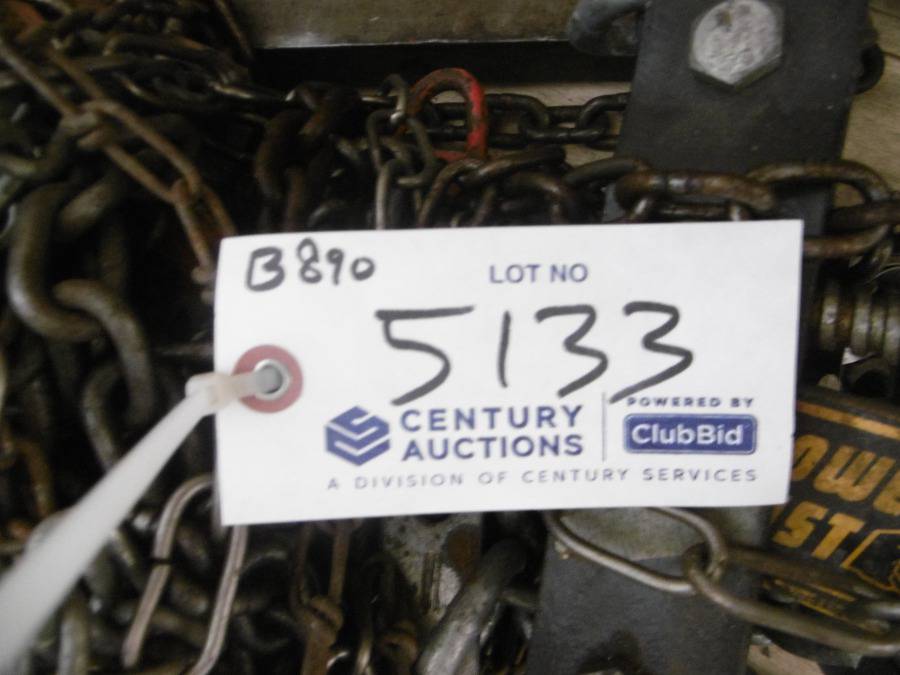 B890
LOT NO
5133
CENTURY AUCTIONS
POWERED BY
ClubBid
A DIVISION OF CENTURY SERVICES